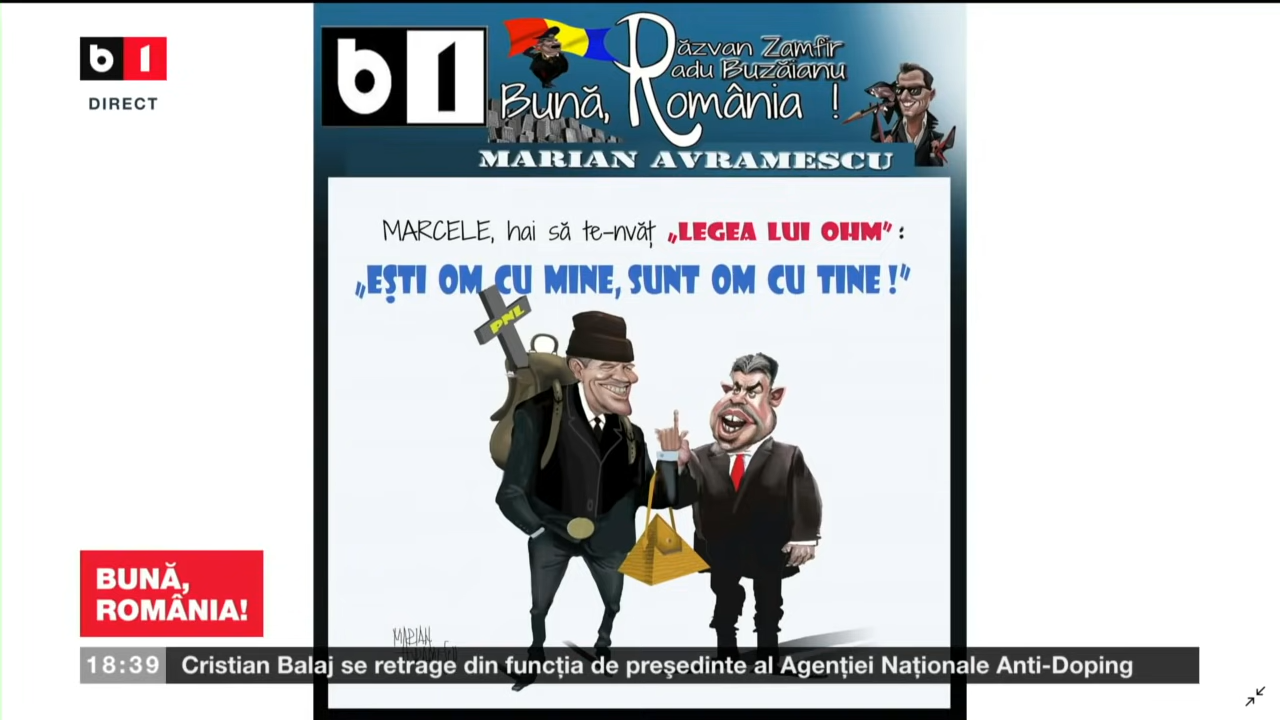 b1
DIRECT
b1
Răzvan Zamfir
Radu Buzăianu
Bună, România !
MARIAN AVRAMESCU
MARCELE, hai să te-nvăț „LEGEA LUI OHM” :
„EȘTI OM CU MINE, SUNT OM CU TINE !”
PNL
MARIAN
BUNĂ,
ROMÂNIA!
18:39 Cristian Balaj se retrage din funcția de președinte al Agenției Naționale Anti-Doping